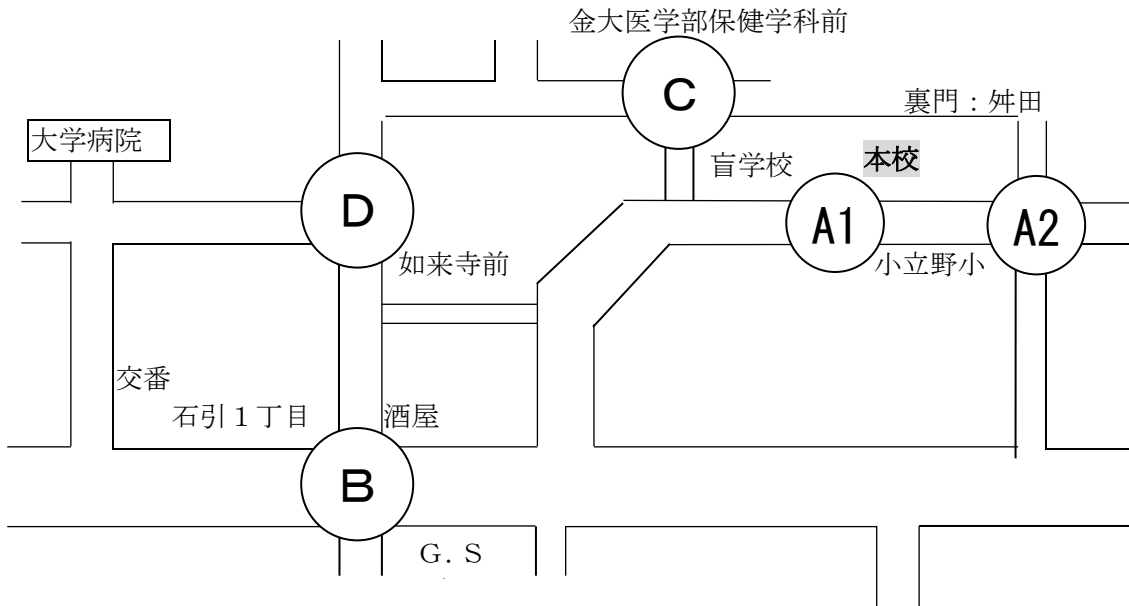 金大医学部保健学科前
C
裏門：舛田
大学病院
盲学校
本校
D
A1
A2
如来寺前
小立野小
交番
石引１丁目
酒屋
B
G.S